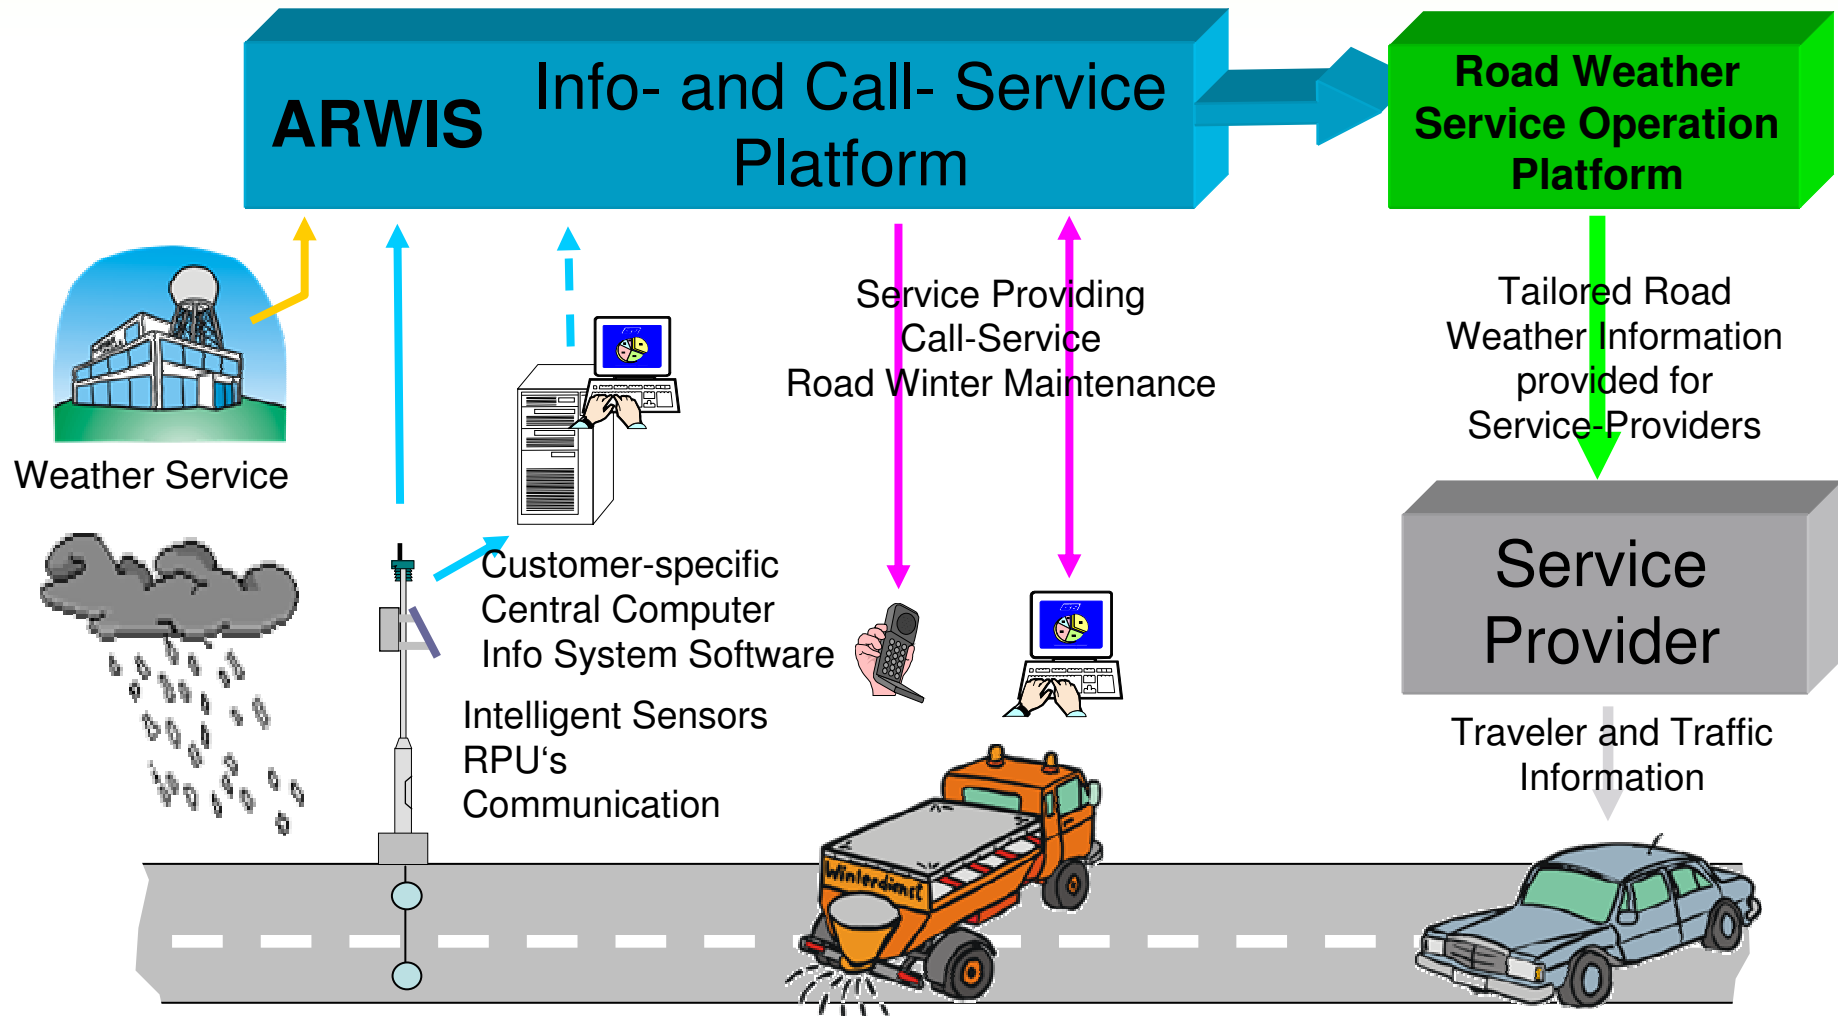 ARWIS
Info- and Call- Service
Platform
Road Weather
Service Operation
Platform
Weather Service
Service Providing
Call-Service
Road Winter Maintenance
Tailored Road
Weather Information
provided for
Service-Providers
Customer-specific
Central Computer
Info System Software
Service
Provider
Intelligent Sensors
RPU‘s
Communication
Traveler and Traffic
Information
Winterdienst